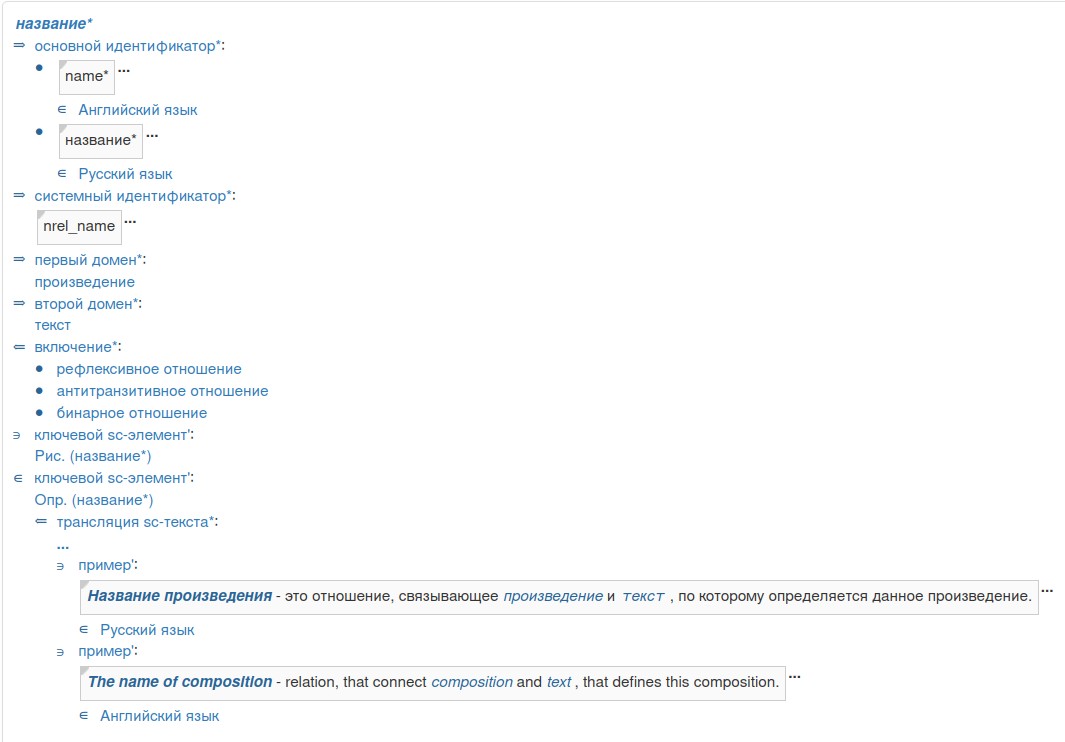 название*
⇒ основной идентификатор*:
● name* ...
∈ Английский язык
● название* ...
∈ Русский язык
⇒ системный идентификатор*:
nrel_name ...
⇒ первый домен*:
произведение
⇒ второй домен*:
текст
⇐ включение*:
● рефлексивное отношение
● антитранзитивное отношение
● бинарное отношение
∋ ключевой sc-элемент':
Рис. (название*)
∈ ключевой sc-элемент':
Опр. (название*)
⇐ трансляция sc-текста*:
...
∋ пример':
Название произведения - это отношение, связывающее произведение и текст , по которому определяется данное произведение. ...
∈ Русский язык
∋ пример':
The name of composition - relation, that connect composition and text , that defines this composition. ...
∈ Английский язык